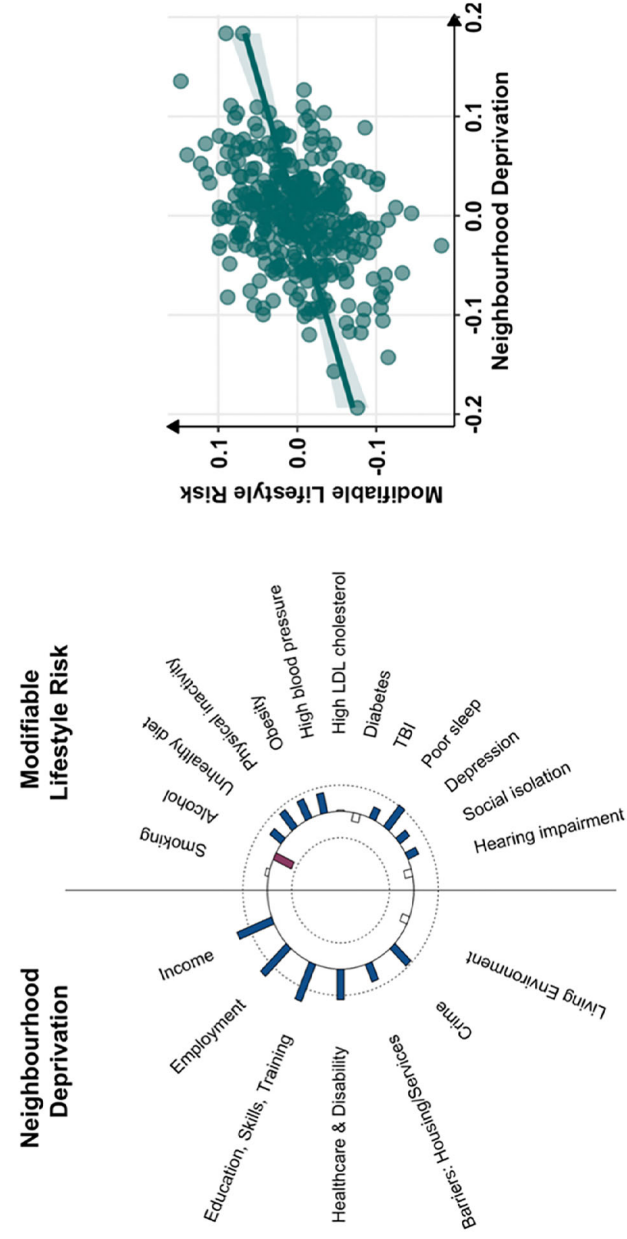 Neighbourhood
Deprivation
Modifiable
Lifestyle Risk
Income
Employment
Education, Skills, Training
Healthcare & Disability
Barriers: Housing/Services
Crime
Living Environment
Smoking
Alcohol
Unhealthy diet
Physical inactivity
Obesity
High blood pressure
High LDL cholesterol
Diabetes
TBI
Poor sleep
Depression
Social isolation
Hearing impairment
Modifiable Lifestyle Risk
0.1
0.0
-0.1
-0.2
-0.1
0.0
0.1
0.2
Neighbourhood Deprivation